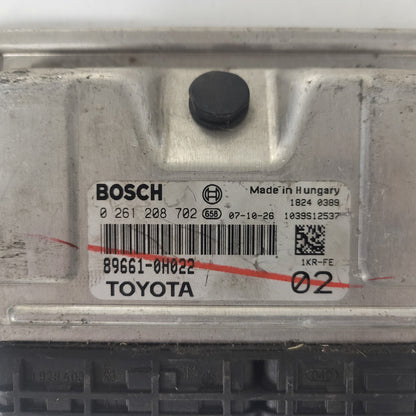 BOSCH Made in Hungary
1824 0389
0 261 208 702 658 07-10-26 1039S12537
1KR-FE
89661-0H022
TOYOTA 02